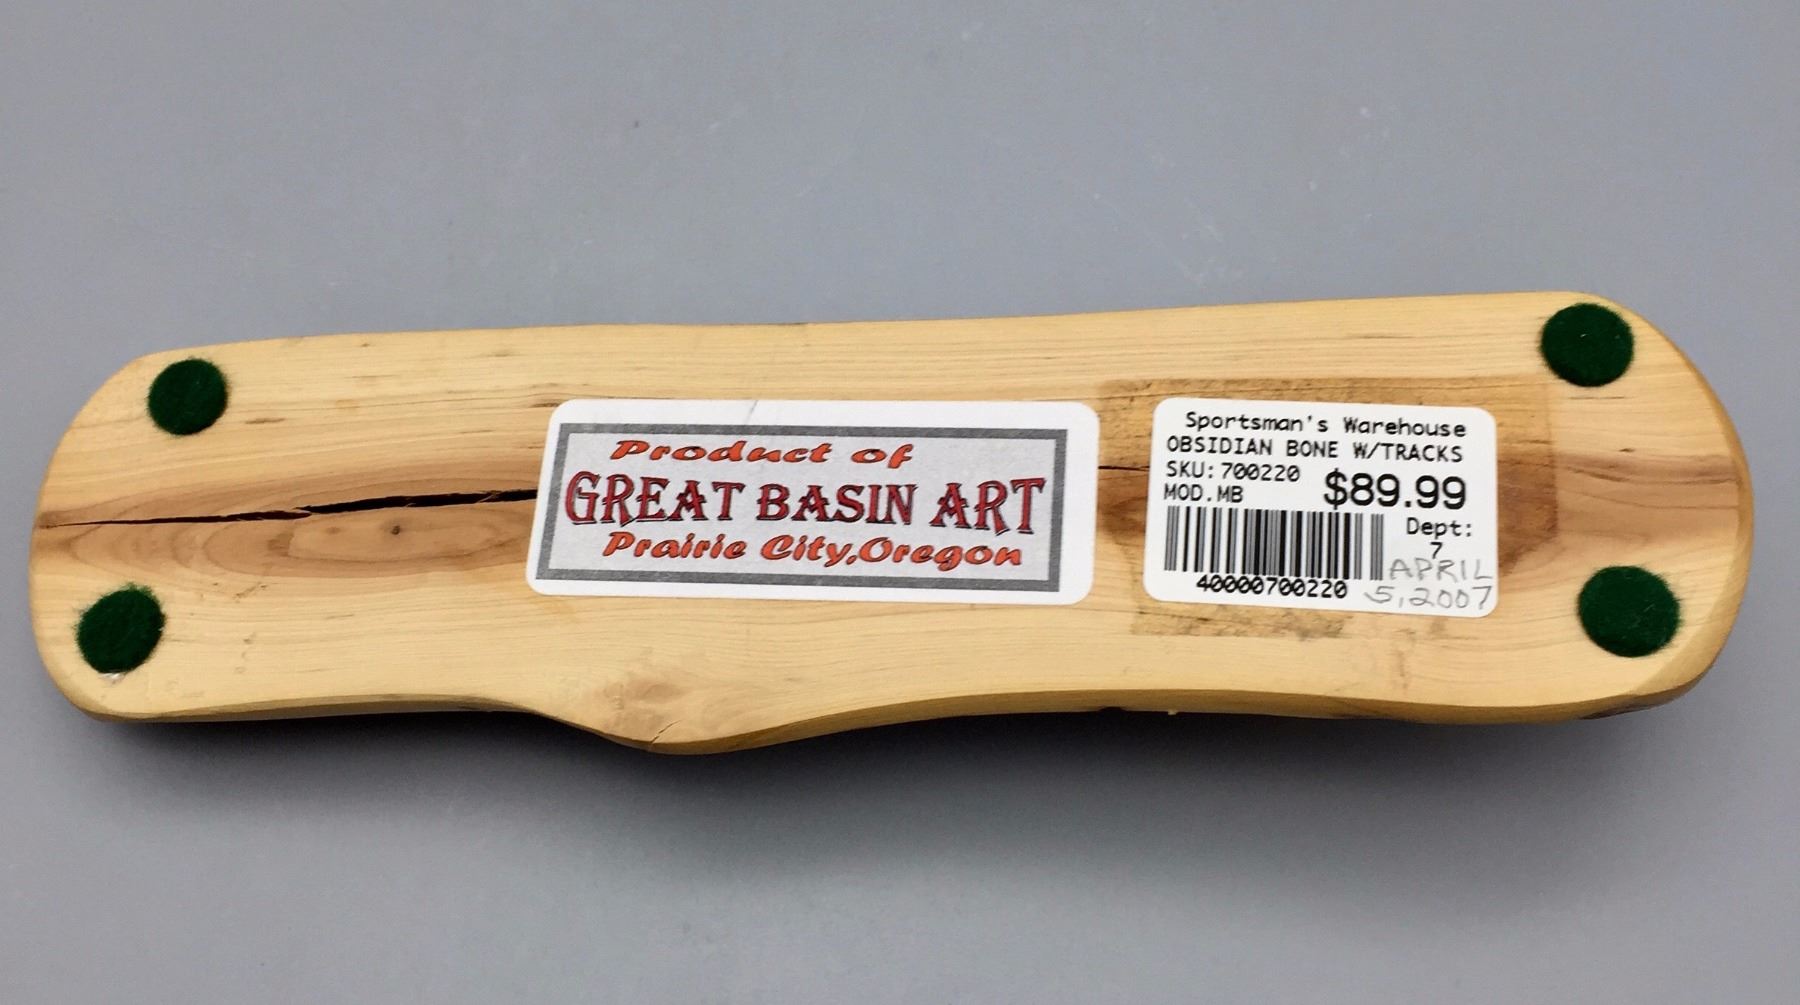 Product of
GREAT BASIN ART
Prairie City, Oregon
Sportsman's Warehouse
OBSIDIAN BONE W/TRACKS
SKU: 700220
$89.99
MOD.MB
Dept:
7
40000700220
APRIL
5, 2007